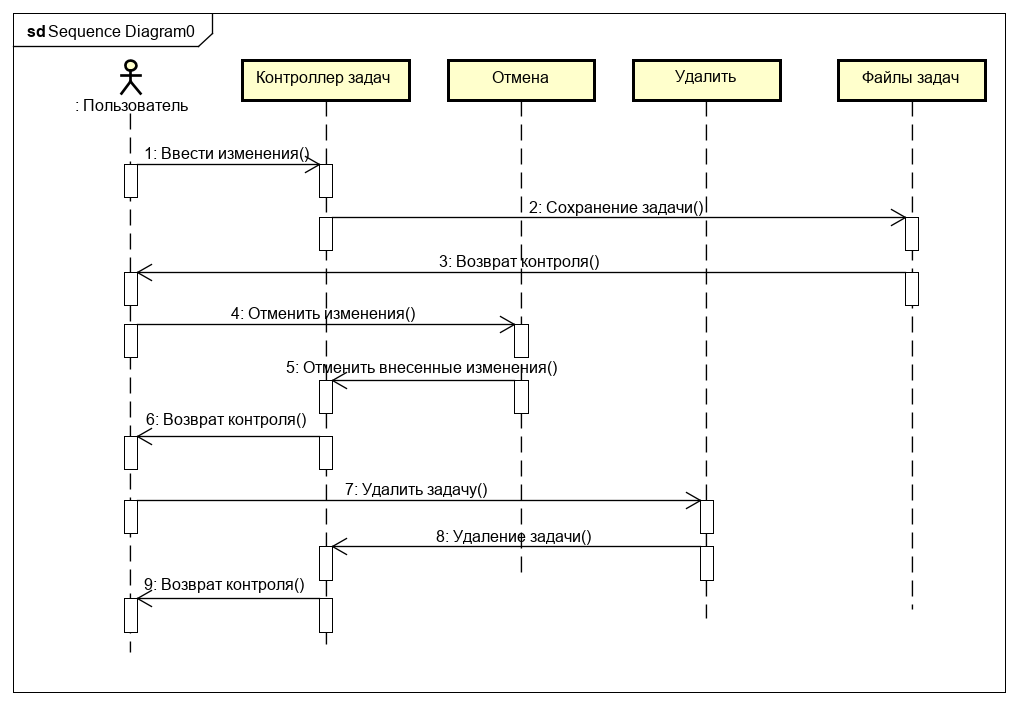 sd Sequence Diagram0
: Пользователь
Контроллер задач
Отмена
Удалить
Файлы задач
1: Ввести изменения()
2: Сохранение задачи()
3: Возврат контроля()
4: Отменить изменения()
5: Отменить внесенные изменения()
6: Возврат контроля()
7: Удалить задачу()
8: Удаление задачи()
9: Возврат контроля()